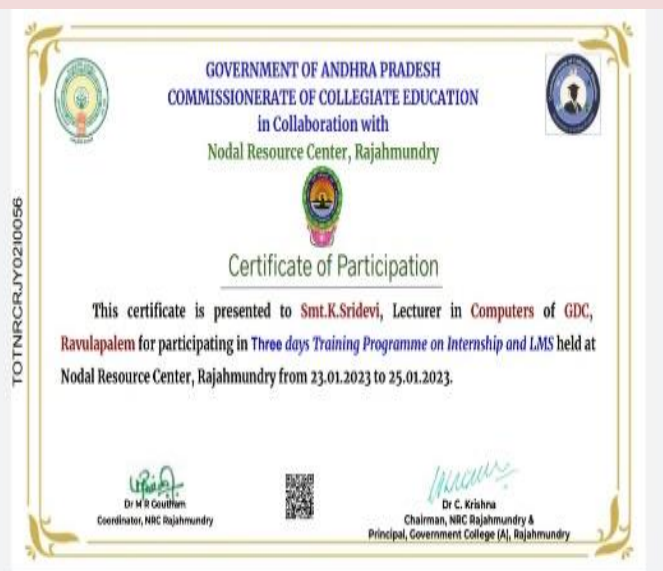 GOVERNMENT OF ANDHRA PRADESH
COMMISSIONERATE OF COLLEGIATE EDUCATION
in Collaboration with
Nodal Resource Center, Rajahmundry
Certificate of Participation
This certificate is presented to Smt.K.Sridevi, Lecturer in Computers of GDC,
Ravulapalem for participating in Three days Training Programme on Internship and LMS held at
Nodal Resource Center, Rajahmundry from 23.01.2023 to 25.01.2023.
TOTNRCRJY0210056
Dr M R Goutham
Coordinator, NRC Rajahmundry
Dr C. Krishna
Chairman, NRC Rajahmundry &
Principal, Government College (A), Rajahmundry